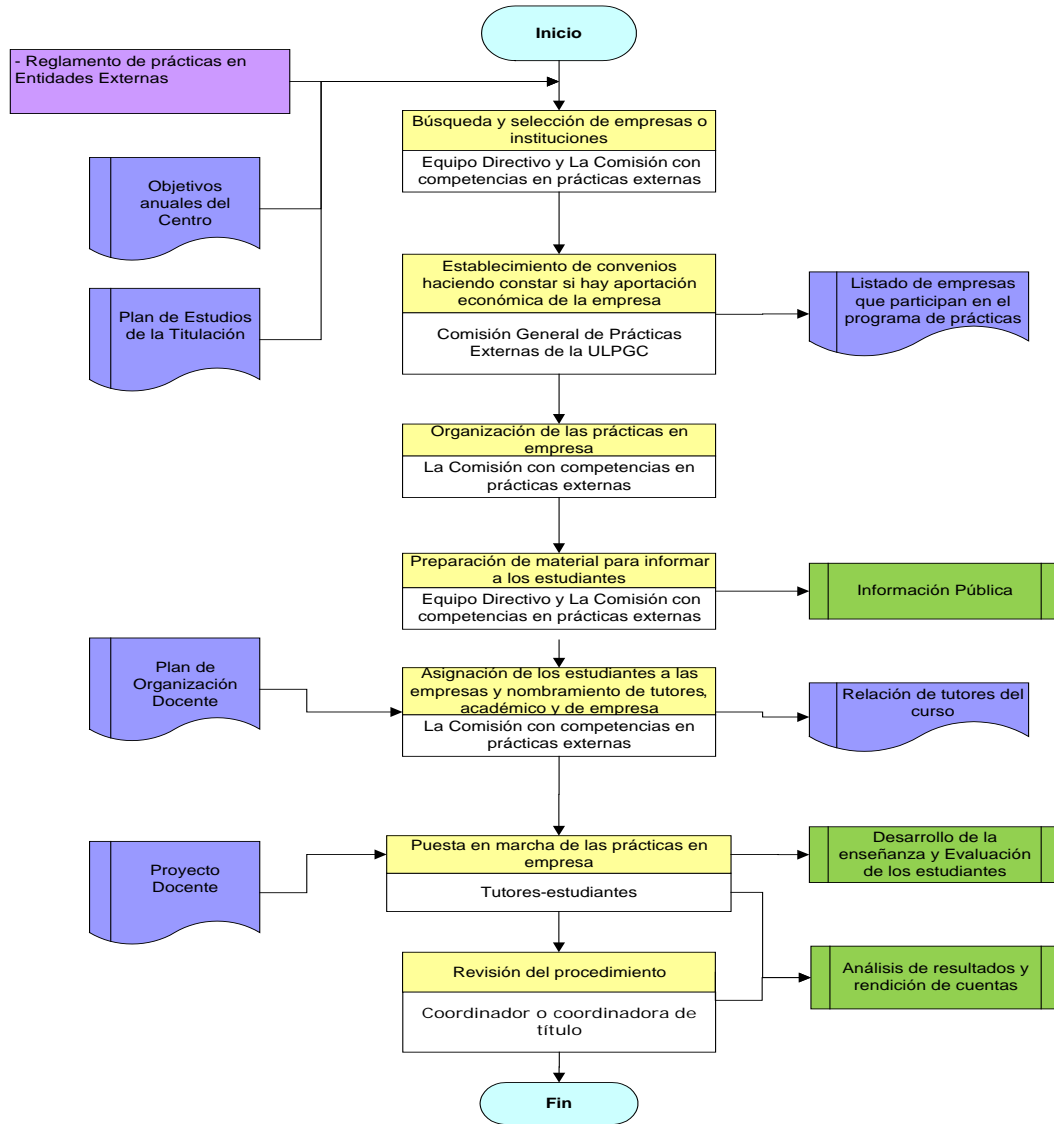 Inicio
- Reglamento de prácticas en
Entidades Externas
Búsqueda y selección de empresas o
instituciones
Equipo Directivo y La Comisión con
competencias en prácticas externas
Objetivos
anuales del
Centro
Establecimiento de convenios
haciendo constar si hay aportación
económica de la empresa
Comisión General de Prácticas
Externas de la ULPGC
Listado de empresas
que participan en el
programa de prácticas
Plan de Estudios
de la Titulación
Organización de las prácticas en
empresa
La Comisión con competencias en
prácticas externas
Preparación de material para informar
a los estudiantes
Equipo Directivo y La Comisión con
competencias en prácticas externas
Información Pública
Plan de
Organización
Docente
Asignación de los estudiantes a las
empresas y nombramiento de tutores,
académico y de empresa
La Comisión con competencias en
prácticas externas
Relación de tutores del
curso
Proyecto
Docente
Puesta en marcha de las prácticas en
empresa
Tutores-estudiantes
Desarrollo de la
enseñanza y Evaluación
de los estudiantes
Revisión del procedimiento
Coordinador o coordinadora de
título
Análisis de resultados y
rendición de cuentas
Fin